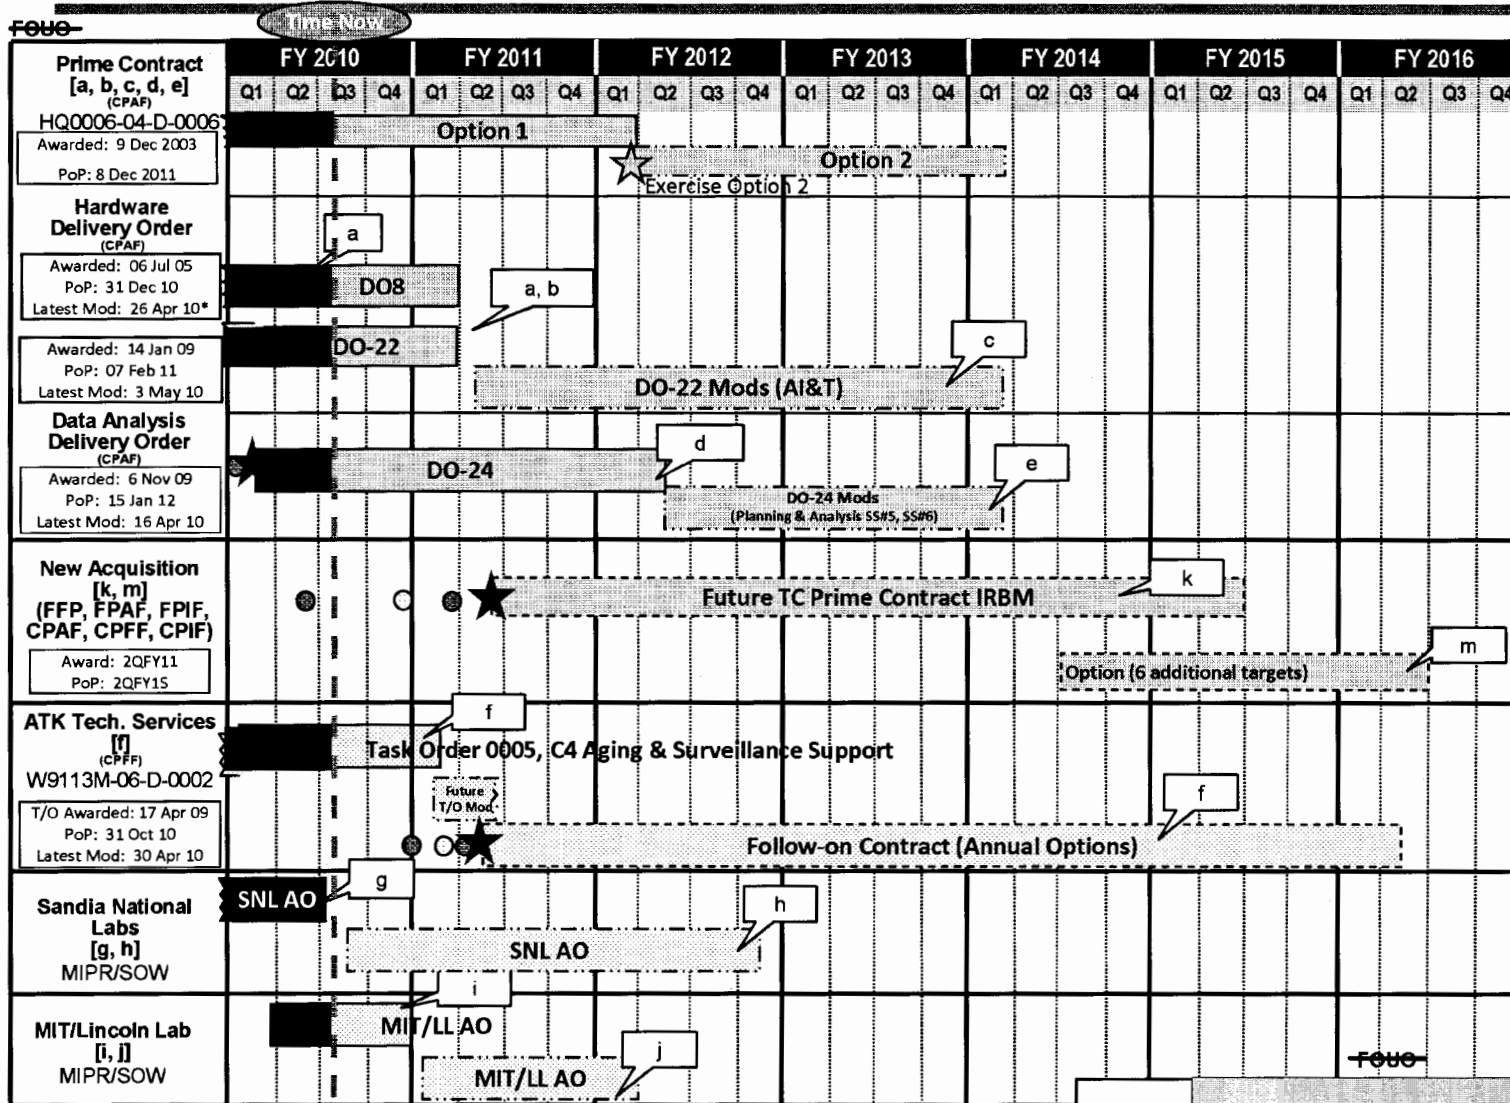 FOUO
Time Now
FY 2010 FY 2011 FY 2012 FY 2013 FY 2014 FY 2015 FY 2016
Q1 Q2 Q3 Q4 Q1 Q2 Q3 Q4 Q1 Q2 Q3 Q4 Q1 Q2 Q3 Q4 Q1 Q2 Q3 Q4 Q1 Q2 Q3 Q4 Q1 Q2 Q3 Q4
Prime Contract
[a, b, c, d, e]
(CPAF)
HQ0006-04-D-0006
Awarded: 9 Dec 2003
PoP: 8 Dec 2011
Option 1
Option 2
Exercise Option 2
Hardware
Delivery Order
(CPAF)
Awarded: 06 Jul 05
PoP: 31 Dec 10
Latest Mod: 26 Apr 10*
a
DO8
a, b
Awarded: 14 Jan 09
PoP: 07 Feb 11
Latest Mod: 3 May 10
DO-22
c
DO-22 Mods (AI&T)
Data Analysis
Delivery Order
(CPAF)
Awarded: 6 Nov 09
PoP: 15 Jan 12
Latest Mod: 16 Apr 10
d
DO-24
e
DO-24 Mods
(Planning & Analysis SS#5, SS#6)
New Acquisition
[k, m]
(FFP, FPAF, FPIF,
CPAF, CPFF, CPIF)
Award: 2QFY11
PoP: 2QFY15
k
Future TC Prime Contract IRBM
m
Option (6 additional targets)
ATK Tech. Services
[f]
(CPFF)
W9113M-06-D-0002
T/O Awarded: 17 Apr 09
PoP: 31 Oct 10
Latest Mod: 30 Apr 10
f
Task Order 0005, C4 Aging & Surveillance Support
Future
T/O Mod
f
Follow-on Contract (Annual Options)
Sandia National
Labs
[g, h]
MIPR/SOW
SNL AO
g
h
SNL AO
MIT/Lincoln Lab
[i, j]
MIPR/SOW
i
MIT/LL AO
j
MIT/LL AO
FOUO